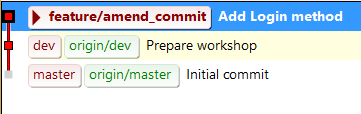 feature/amend_commit Add Login method
dev origin/dev Prepare workshop
master origin/master Initial commit